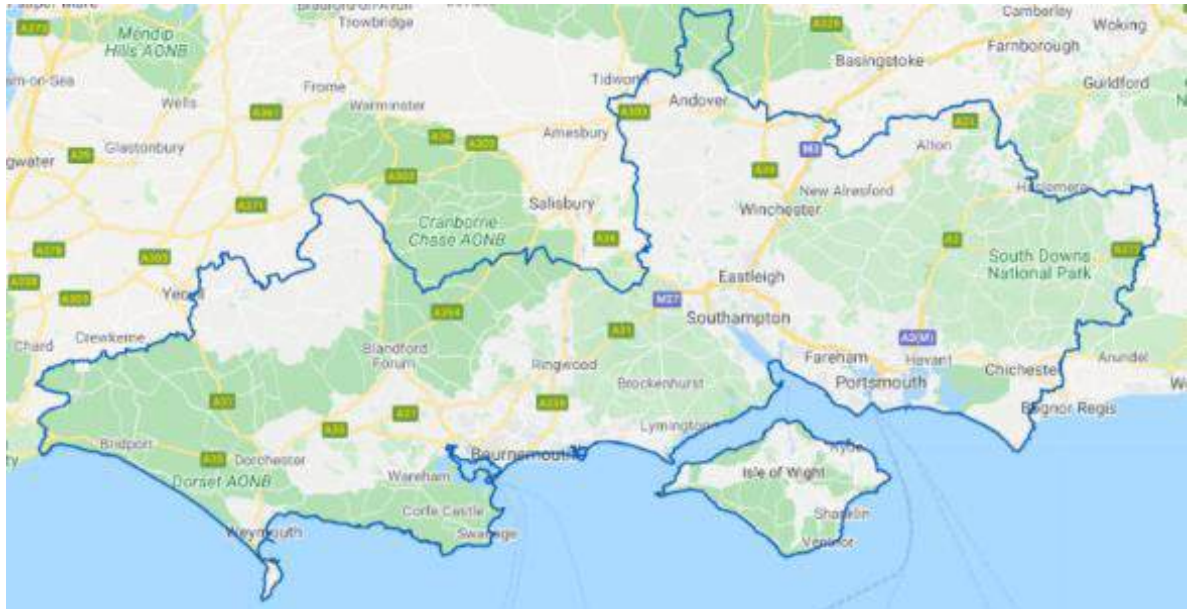 Trowbridge
A326
Camberley
Woking
Mendip
Hills AONB
Farnborough
Basingstoke
Guildford
Tidwor
Frome
Wells
Warminster
Andover
A303
A361
Amesbury
A36
A303
Glastonbury
A39
gwater
M3
Alton
A31
A303
New Alresford
Haslemere
A371
Salisbury
Winchester
Cranborne
Chase AONB
A36
A3
South Downs
National Park
A303
Eastleigh
Yeovil
M27
A303
Southampton
A354
A31
Crewkerne
Chard
Blandford
Forum
Ringwood
Fareham
Havant
A3(M)
Arundel
Chichester
Portsmouth
Brockenhurst
A31
A31
A338
Bognor Regis
Lymington
Bridport
A35
Bournemouth
Ryde
A35
Dorchester
Dorset AONB
Wareham
Isle of Wight
Corfe Castle
Shanklin
Weymouth
Swanage
Ventnor